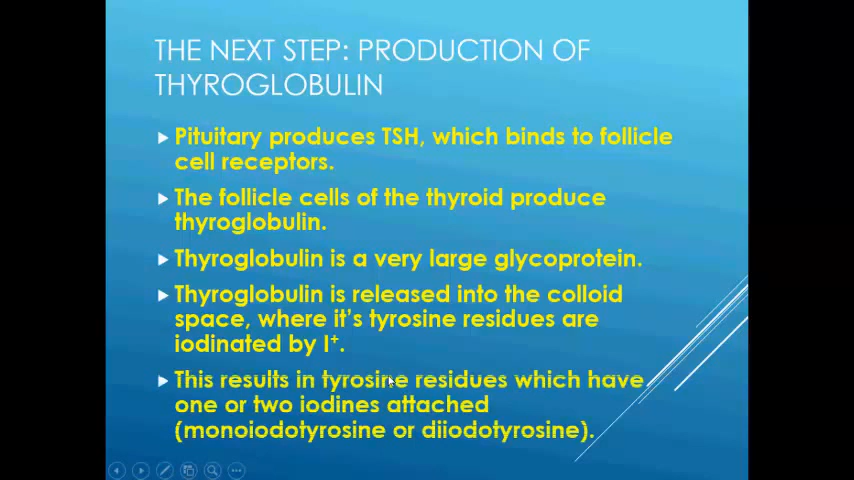 THE NEXT STEP: PRODUCTION OF
THYROGLOBULIN
Pituitary produces TSH, which binds to follicle
cell receptors.
The follicle cells of the thyroid produce
thyroglobulin.
Thyroglobulin is a very large glycoprotein.
Thyroglobulin is released into the colloid
space, where it's tyrosine residues are
iodinated by I⁺.
This results in tyrosine residues which have
one or two iodines attached
(monoiodotyrosine or diiodotyrosine).